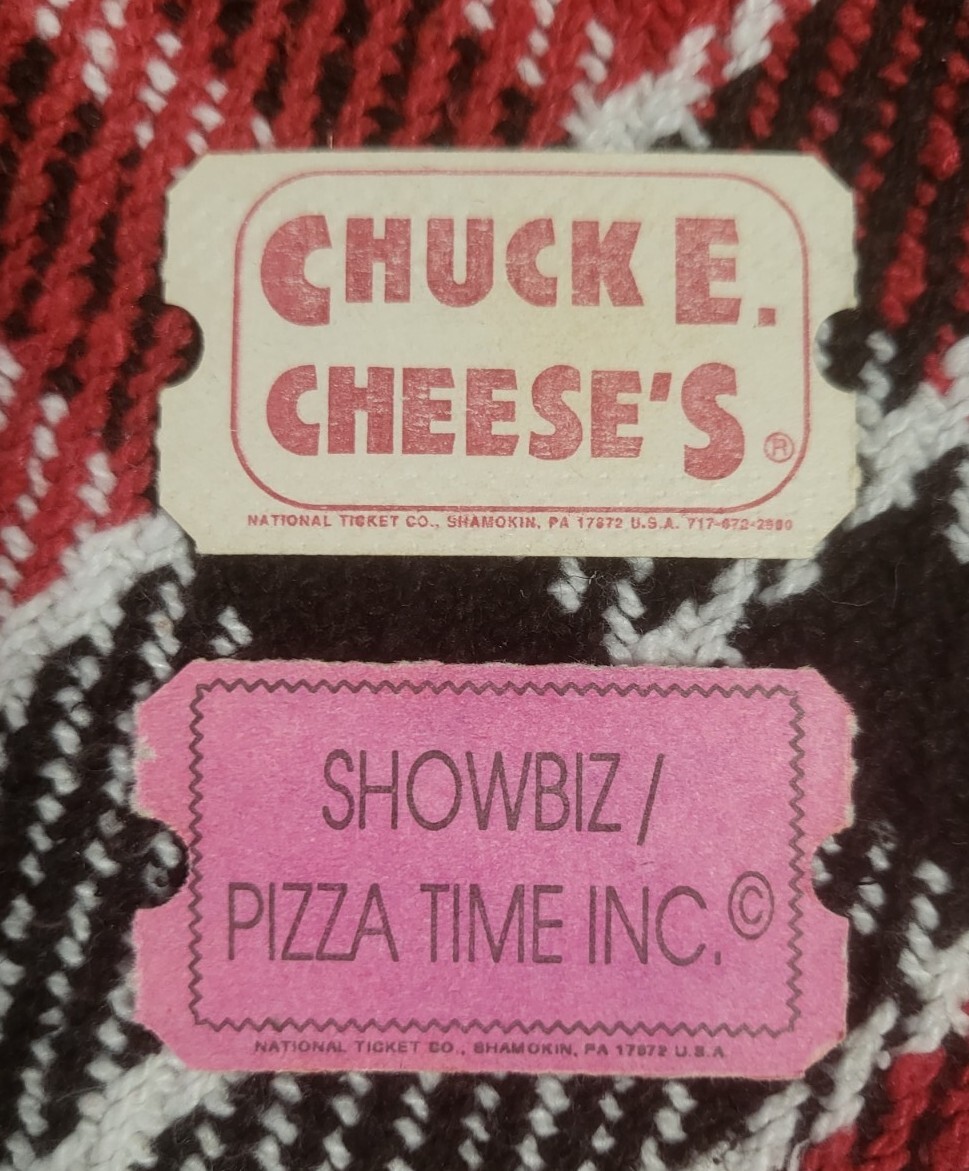 CHUCK E.
CHEESE'S ®
NATIONAL TICKET CO., SHAMOKIN, PA 17872 U.S.A. 717-672-2900
SHOWBIZ /
PIZZA TIME INC.©
NATIONAL TICKET CO., SHAMOKIN, PA 17872 U.S.A.